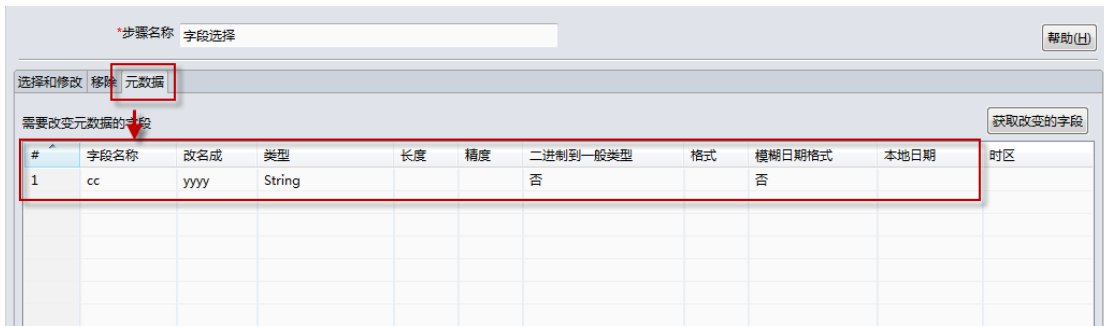 *步骤名称 字段选择
帮助(H)
选择和修改 移除 元数据
需要改变元数据的字段
获取改变的字段
# 字段名称 改名成 类型 长度 精度 二进制到一般类型 格式 模糊日期格式 本地日期 时区
1 cc yyyy String 否 否